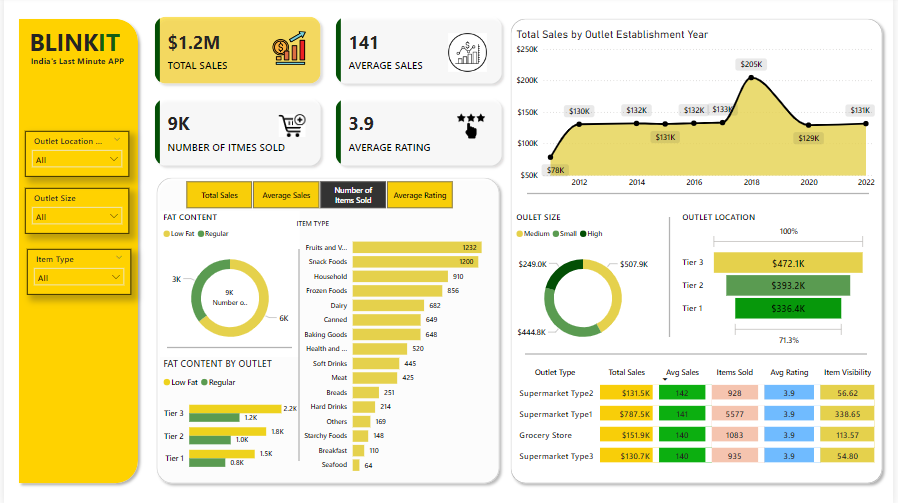 BLINKIT
India's Last Minute APP
Outlet Location ...
All
Outlet Size
All
Item Type
All
$1.2M
TOTAL SALES
141
AVERAGE SALES
9K
NUMBER OF ITMES SOLD
3.9
AVERAGE RATING
Total Sales
Average Sales
Number of
Items Sold
Average Rating
FAT CONTENT
Low Fat
Regular
3K
9K
Number o..
6K
FAT CONTENT BY OUTLET
Low Fat
Regular
Tier 3
2.2K
1.2K
Tier 2
1.8K
1.0K
Tier 1
1.5K
0.8K
ITEM TYPE
Fruits and V... 1232
Snack Foods 1200
Household 910
Frozen Foods 856
Dairy 682
Canned 649
Baking Goods 648
Health and ... 520
Soft Drinks 445
Meat 425
Breads 251
Hard Drinks 214
Others 169
Starchy Foods 148
Breakfast 110
Seafood 64
Total Sales by Outlet Establishment Year
$250K
$200K
$150K
$100K
$50K
$78K
$130K
$132K
$131K
$132K
$133K
$205K
$129K
$131K
2012 2014 2016 2018 2020 2022
OULET SIZE
Medium Small High
$249.0K
$507.9K
$444.8K
OUTLET LOCATION
100%
Tier 3 $472.1K
Tier 2 $393.2K
Tier 1 $336.4K
71.3%
Outlet Type Total Sales Avg Sales Items Sold Avg Rating Item Visibility
Supermarket Type2 $131.5K 142 928 3.9 56.62
Supermarket Type1 $787.5K 141 5577 3.9 338.65
Grocery Store $151.9K 140 1083 3.9 113.57
Supermarket Type3 $130.7K 140 935 3.9 54.80